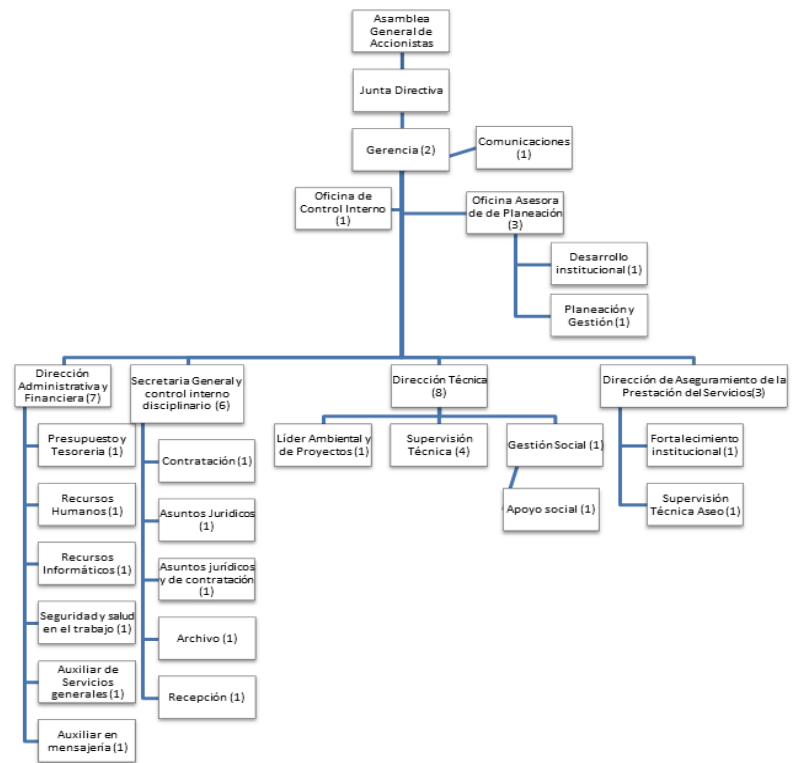 Asamblea
General de
Accionistas
Junta Directiva
Gerencia (2)
Comunicaciones
(1)
Oficina de
Control Interno
(1)
Oficina Asesora
de de Planeación
(3)
Desarrollo
institucional (1)
Planeación y
Gestión (1)
Dirección
Administrativa y
Financiera (7)
Presupuesto y
Tesoreria (1)
Recursos
Humanos (1)
Recursos
Informáticos (1)
Seguridad y salud
en el trabajo (1)
Auxiliar de
Servicios
generales (1)
Auxiliar en
mensajería (1)
Secretaria General y
control interno
disciplinario (6)
Contratación (1)
Asuntos Juridicos
(1)
Asuntos jurídicos
y de contratación
(1)
Archivo (1)
Recepción (1)
Dirección Técnica
(8)
Líder Ambiental y
de Proyectos (1)
Supervisión
Técnica (4)
Gestión Social (1)
Apoyo social (1)
Dirección de Aseguramiento de la
Prestación del Servicios(3)
Fortalecimiento
institucional (1)
Supervisión
Técnica Aseo (1)